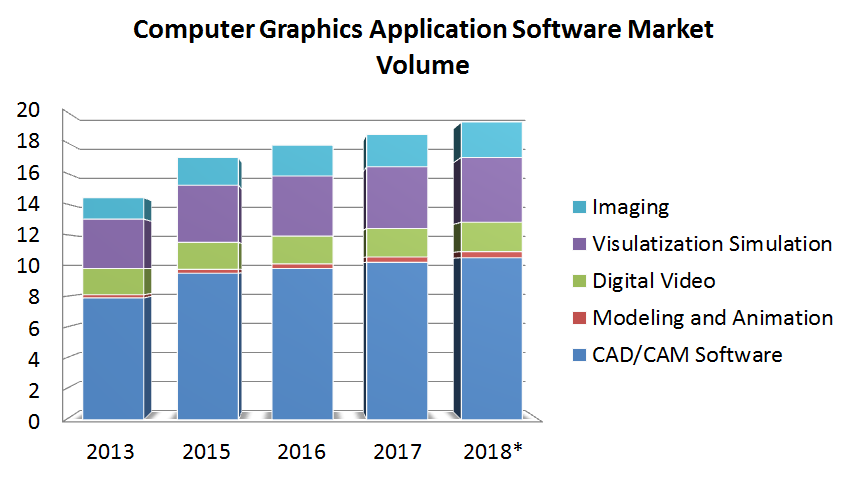 Computer Graphics Application Software Market
Volume
20
18
16
14
12
10
8
6
4
2
0
2013 2015 2016 2017 2018*
Imaging
Visulatization Simulation
Digital Video
Modeling and Animation
CAD/CAM Software